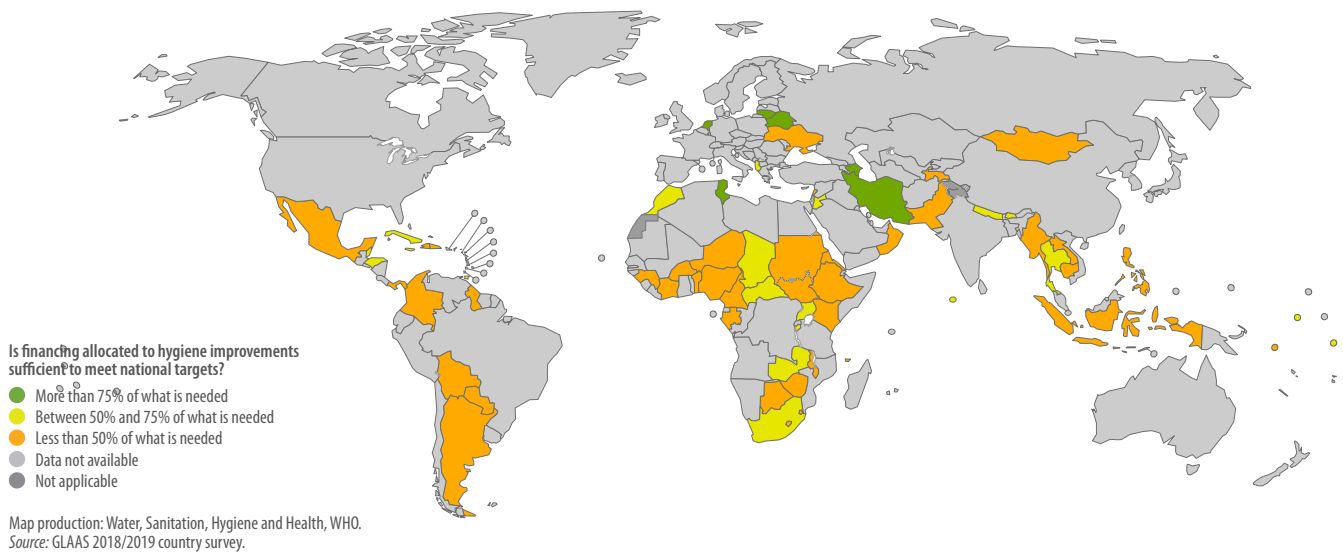 Is financing allocated to hygiene improvements
sufficient to meet national targets?
More than 75% of what is needed
Between 50% and 75% of what is needed
Less than 50% of what is needed
Data not available
Not applicable
Map production: Water, Sanitation, Hygiene and Health, WHO.
Source: GLAAS 2018/2019 country survey.